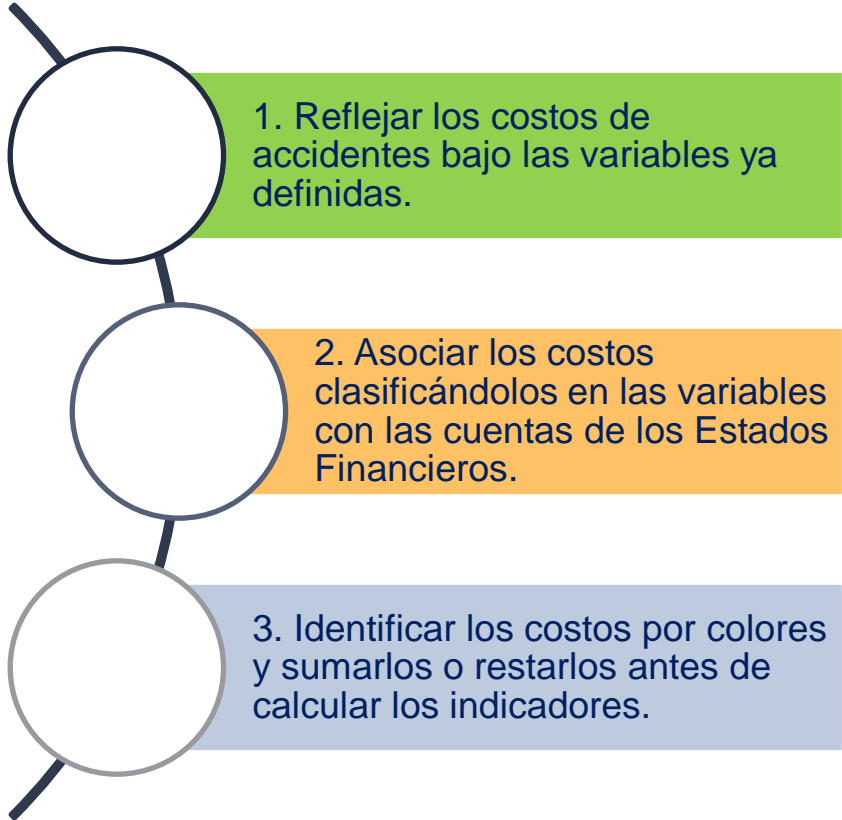 1. Reflejar los costos de
accidentes bajo las variables ya
definidas.
2. Asociar los costos
clasificándolos en las variables
con las cuentas de los Estados
Financieros.
3. Identificar los costos por colores
y sumarlos o restarlos antes de
calcular los indicadores.